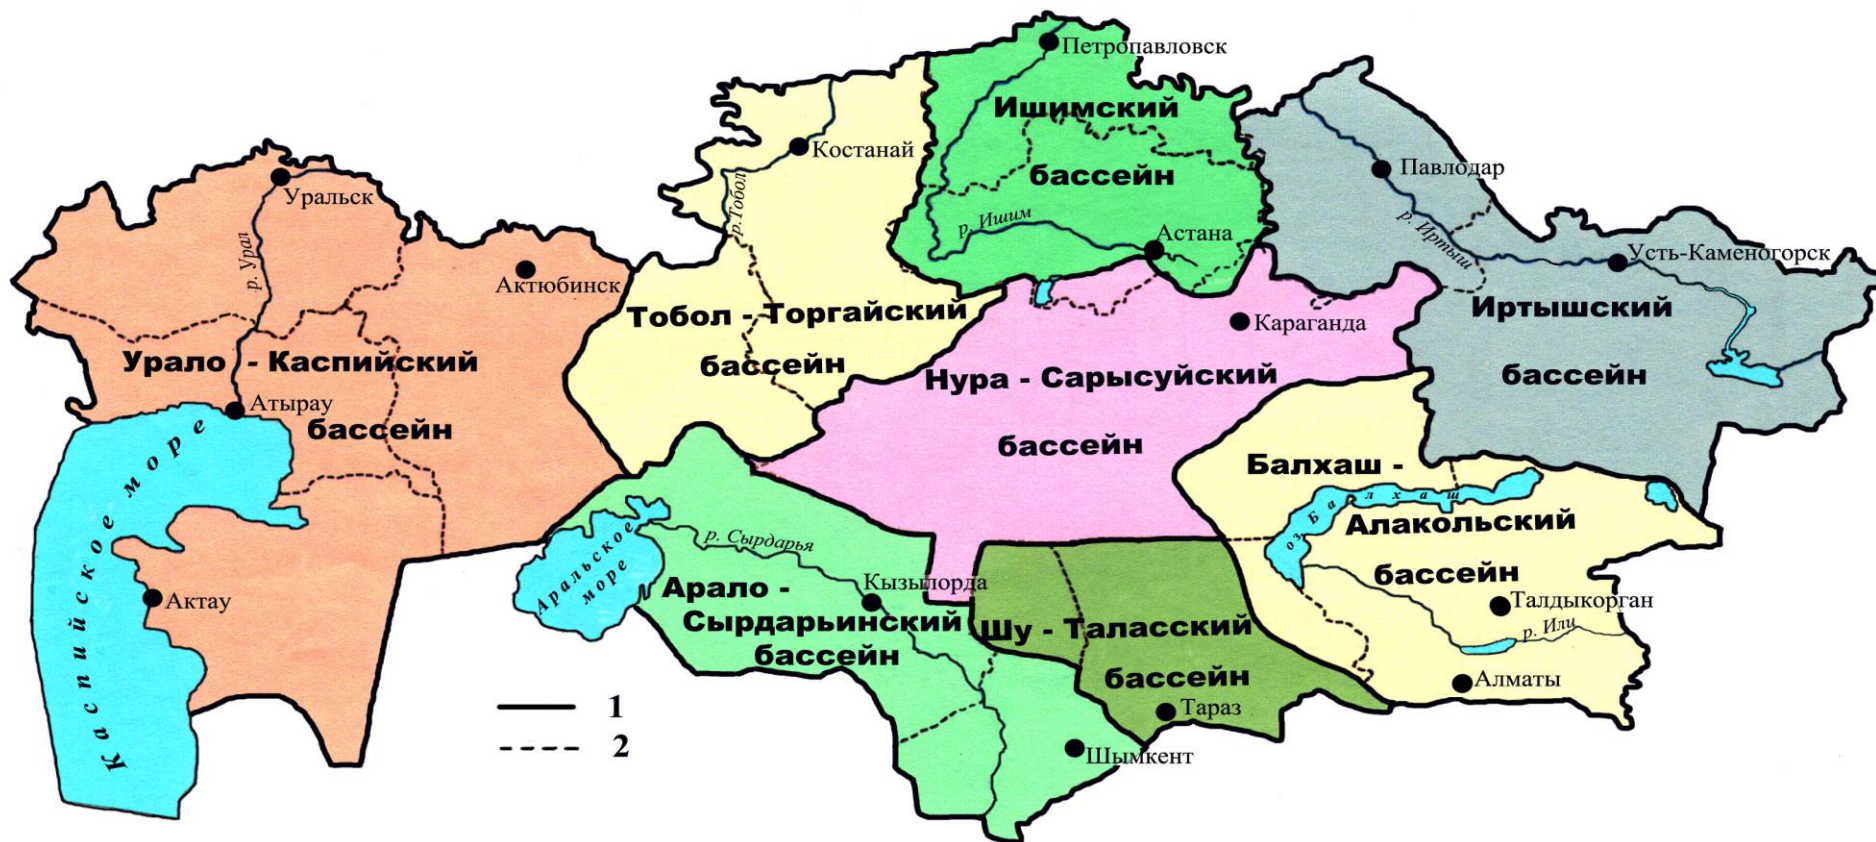 Петропавловск
Ишимский
бассейн
Костанай
р.Тобол
р. Ишим
Астана
Павлодар
р. Иртыш
Усть-Каменогорск
Иртышский
бассейн
Уральск
р. Урал
Актюбинск
Урало - Каспийский
бассейн
Атырау
Тобол - Торгайский
бассейн
Караганда
Нура - Сарысуйский
бассейн
Балхаш -
Алакольский
бассейн
оз Балхаш
Талдыкорган
р. Или
Алматы
Каспийское море
Актау
Аральское
море
р. Сырдарья
Кызылорда
Арало -
Сырдарьинский
бассейн
Шу - Таласский
бассейн
Тараз
Шымкент
1
2